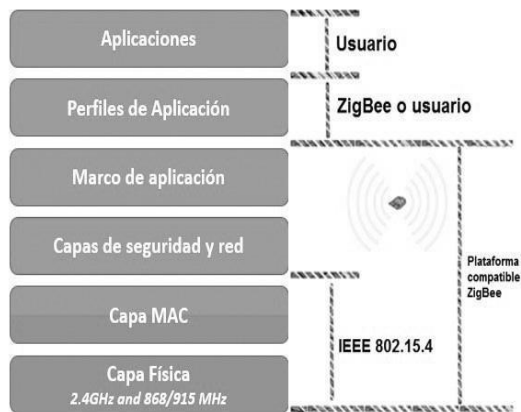 Aplicaciones
Usuario
Perfiles de Aplicación
ZigBee o usuario
Marco de aplicación
Capas de seguridad y red
Plataforma
compatible
ZigBee
Capa MAC
IEEE 802.15.4
Capa Física
2.4GHz and 868/915 MHz